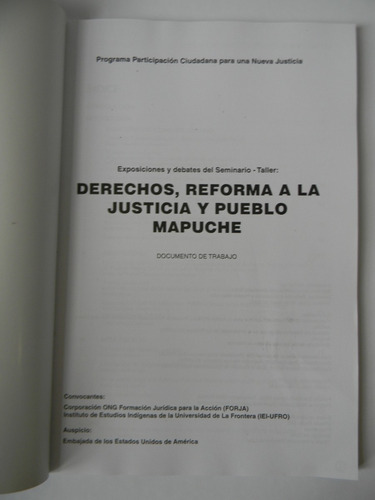 Programa Participación Ciudadana para una Nueva Justicia
Exposiciones y debates del Seminario - Taller:
DERECHOS, REFORMA A LA
JUSTICIA Y PUEBLO
MAPUCHE
DOCUMENTO DE TRABAJO
Convocantes:
Corporación ONG Formación Jurídica para la Acción (FORJA)
Instituto de Estudios Indígenas de la Universidad de La Frontera (IEI-UFRO)
Auspicio:
Embajada de los Estados Unidos de América